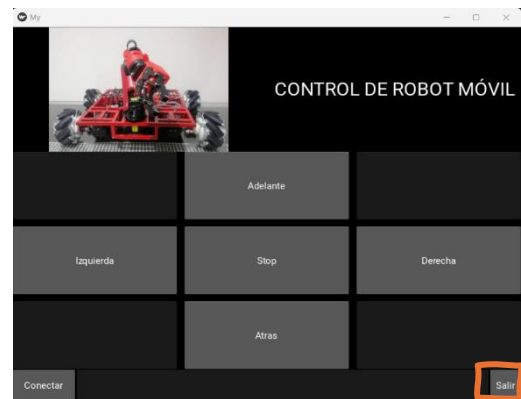 My
CONTROL DE ROBOT MÓVIL
Adelante
Izquierda Stop Derecha
Atras
Conectar Salir